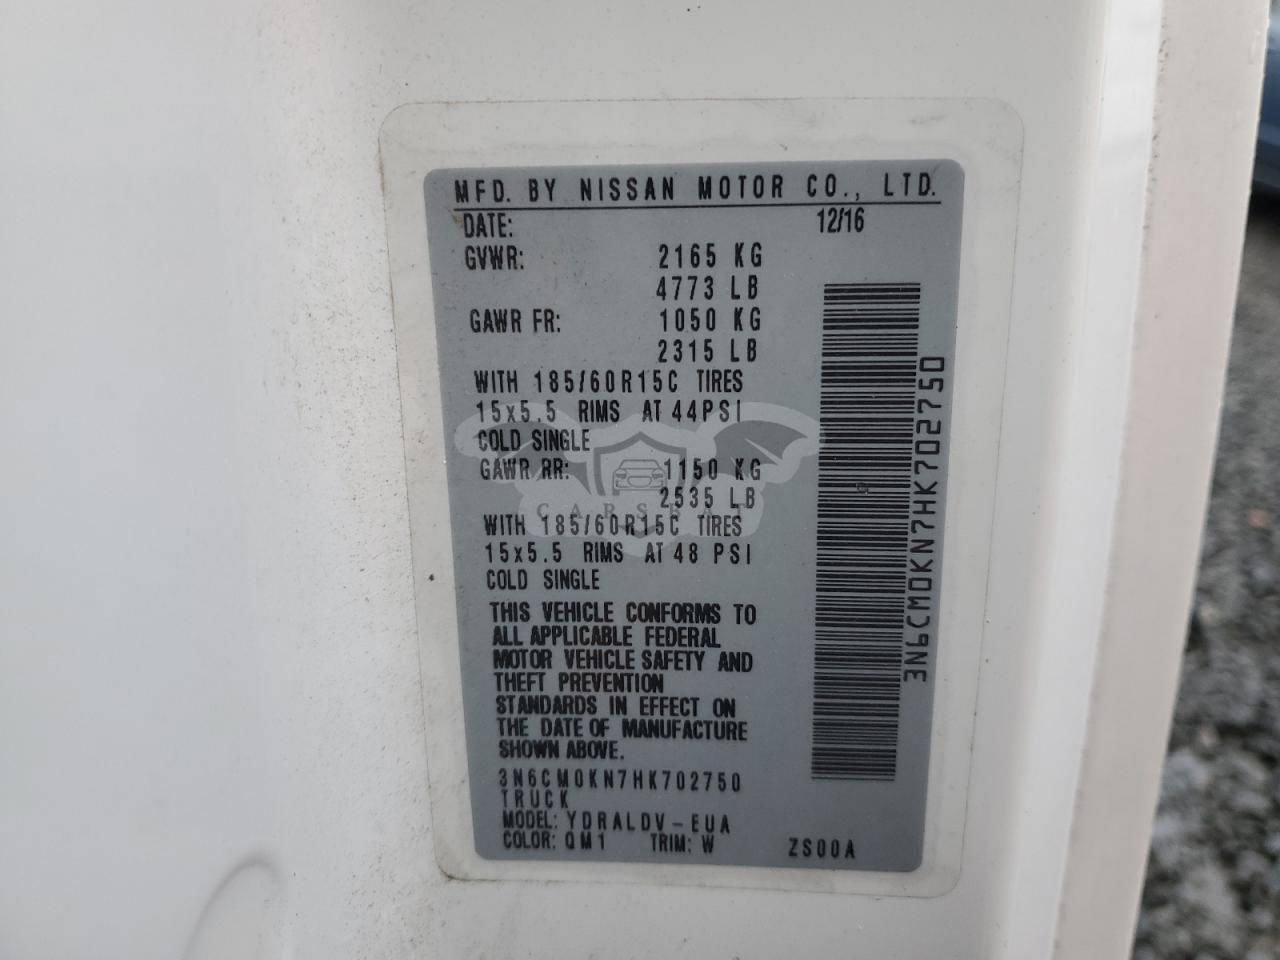 MFD. BY NISSAN MOTOR CO., LTD.
DATE: 12/16
GVWR: 2165 KG
4773 LB
GAWR FR: 1050 KG
2315 LB
WITH 185/60R15C TIRES
15x5.5 RIMS AT 44PSI
COLD SINGLE
GAWR RR: 1150 KG
2535 LB
CARSBAT
WITH 185/60R15C TIRES
15x5.5 RIMS AT 48 PSI
COLD SINGLE
THIS VEHICLE CONFORMS TO
ALL APPLICABLE FEDERAL
MOTOR VEHICLE SAFETY AND
THEFT PREVENTION
STANDARDS IN EFFECT ON
THE DATE OF MANUFACTURE
SHOWN ABOVE.
3N6CM0KN7HK702750
TRUCK
MODEL: YDRALDV-EUA
COLOR: QM1 TRIM: W ZS00A
3N6CM0KN7HK702750